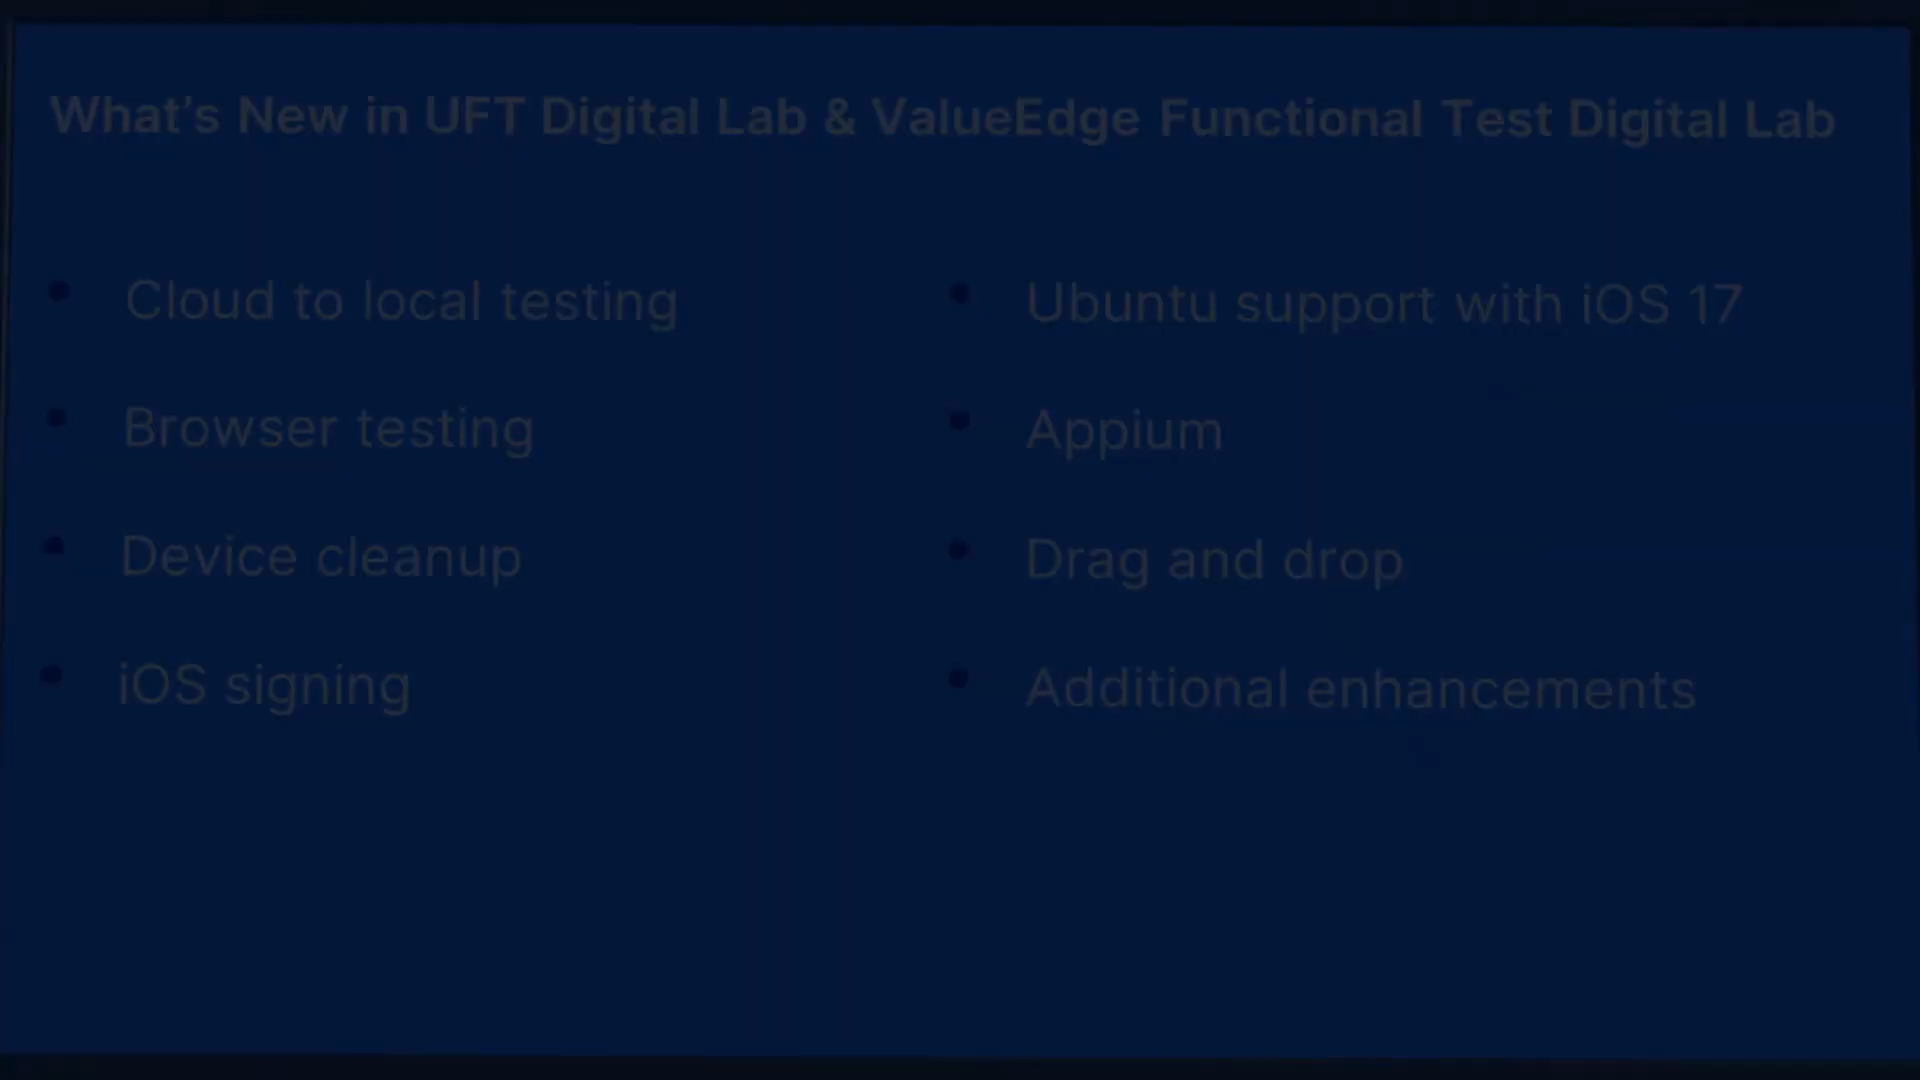 What's New in UFT Digital Lab & ValueEdge Functional Test Digital Lab
• Cloud to local testing
• Browser testing
• Device cleanup
• iOS signing
• Ubuntu support with iOS 17
• Appium
• Drag and drop
• Additional enhancements